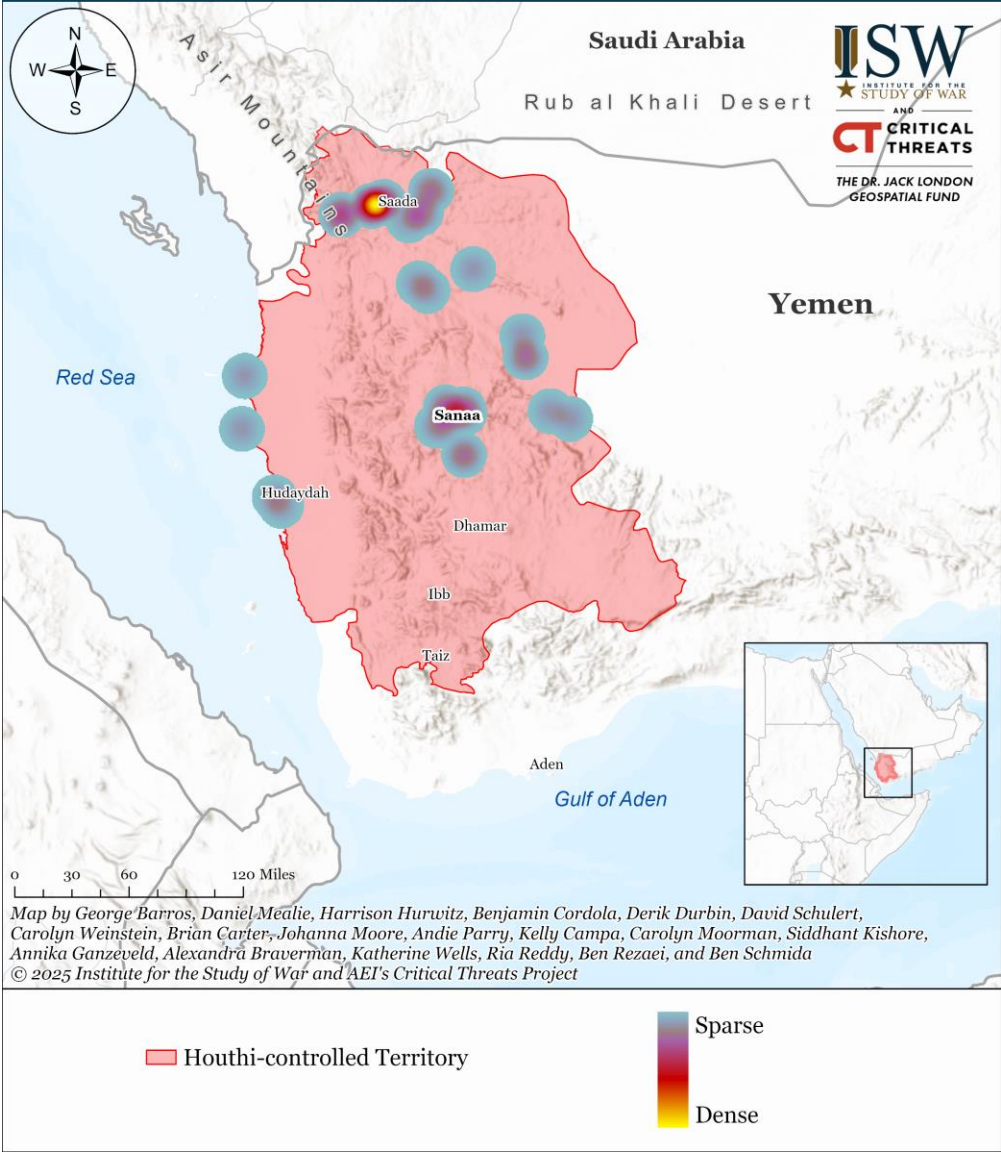 N
W E
S
Asir Mountains
Saudi Arabia
Rub al Khali Desert
ISW
INSTITUTE FOR THE
STUDY OF WAR
AND
CT CRITICAL
THREATS
THE DR. JACK LONDON
GEOSPATIAL FUND
Saada
Yemen
Red Sea
Sanaa
Hudaydah
Dhamar
Ibb
Taiz
Aden
Gulf of Aden
0 30 60 120 Miles
Map by George Barros, Daniel Mealie, Harrison Hurwitz, Benjamin Cordola, Derik Durbin, David Schulert,
Carolyn Weinstein, Brian Carter, Johanna Moore, Andie Parry, Kelly Campa, Carolyn Moorman, Siddhant Kishore,
Annika Ganzeveld, Alexandra Braverman, Katherine Wells, Ria Reddy, Ben Rezaei, and Ben Schmida
© 2025 Institute for the Study of War and AEI's Critical Threats Project
Houthi-controlled Territory
Sparse
Dense